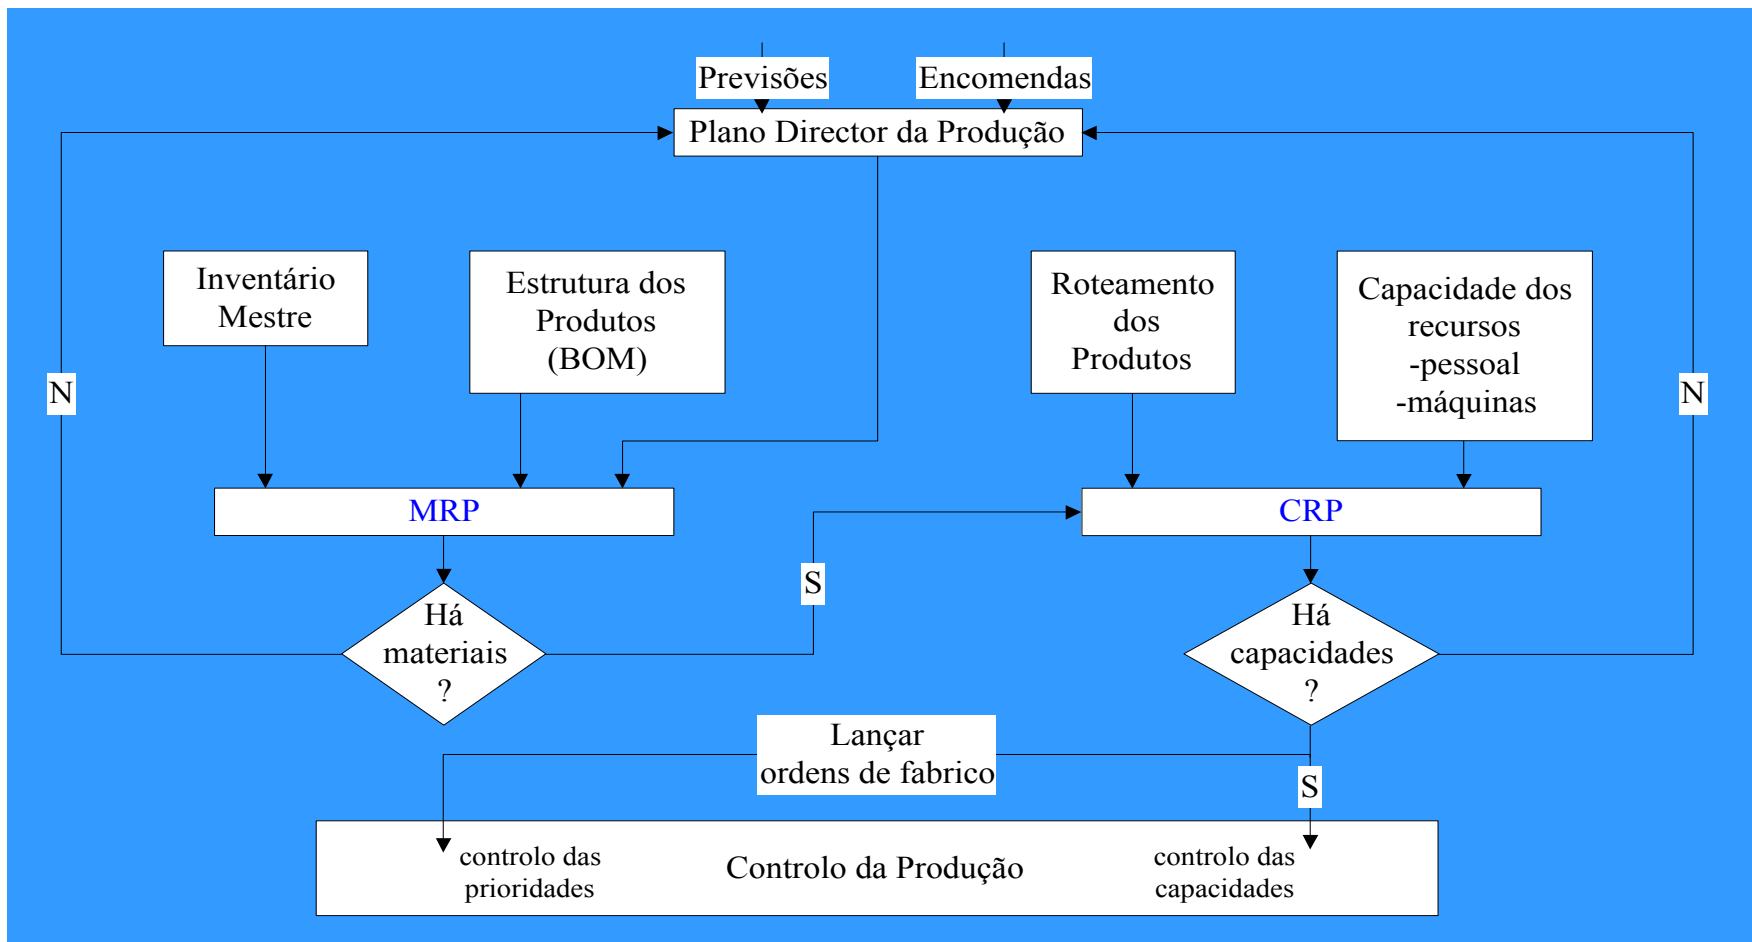 Previsões
Encomendas
Plano Director da Produção
Inventário
Mestre
Estrutura dos
Produtos
(BOM)
Roteamento
dos
Produtos
Capacidade dos
recursos
-pessoal
-máquinas
N
N
MRP
CRP
S
Há
materiais
?
Há
capacidades
?
Lançar
ordens de fabrico
S
controlo das
prioridades
Controlo da Produção
controlo das
capacidades